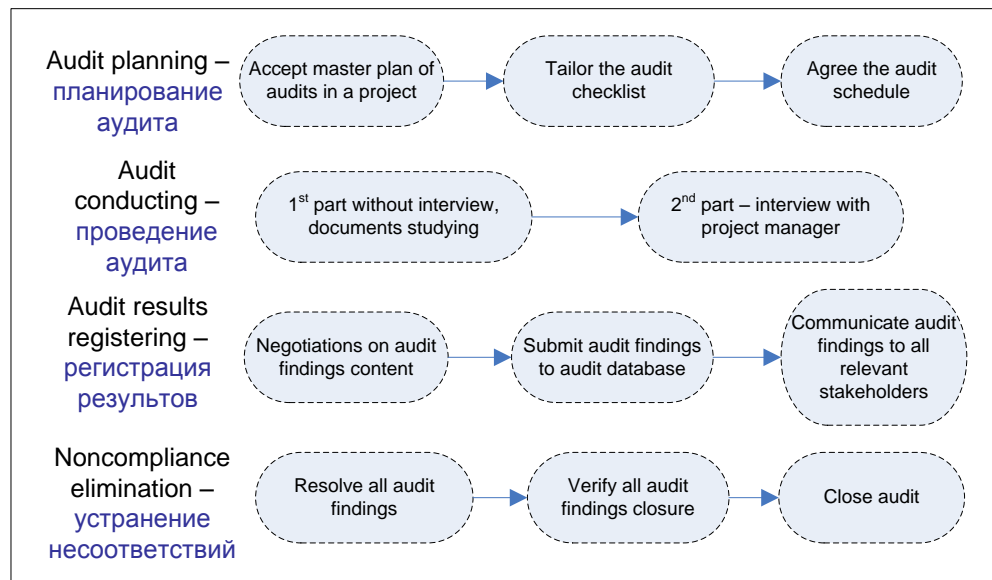 Audit planning –
планирование
аудита
Accept master plan of
audits in a project
Tailor the audit
checklist
Agree the audit
schedule
Audit
conducting –
проведение
аудита
1st part without interview,
documents studying
2nd part – interview with
project manager
Audit results
registering –
регистрация
результов
Negotiations on audit
findings content
Submit audit findings
to audit database
Communicate audit
findings to all
relevant
stakeholders
Noncompliance
elimination –
устранение
несоответствий
Resolve all audit
findings
Verify all audit
findings closure
Close audit